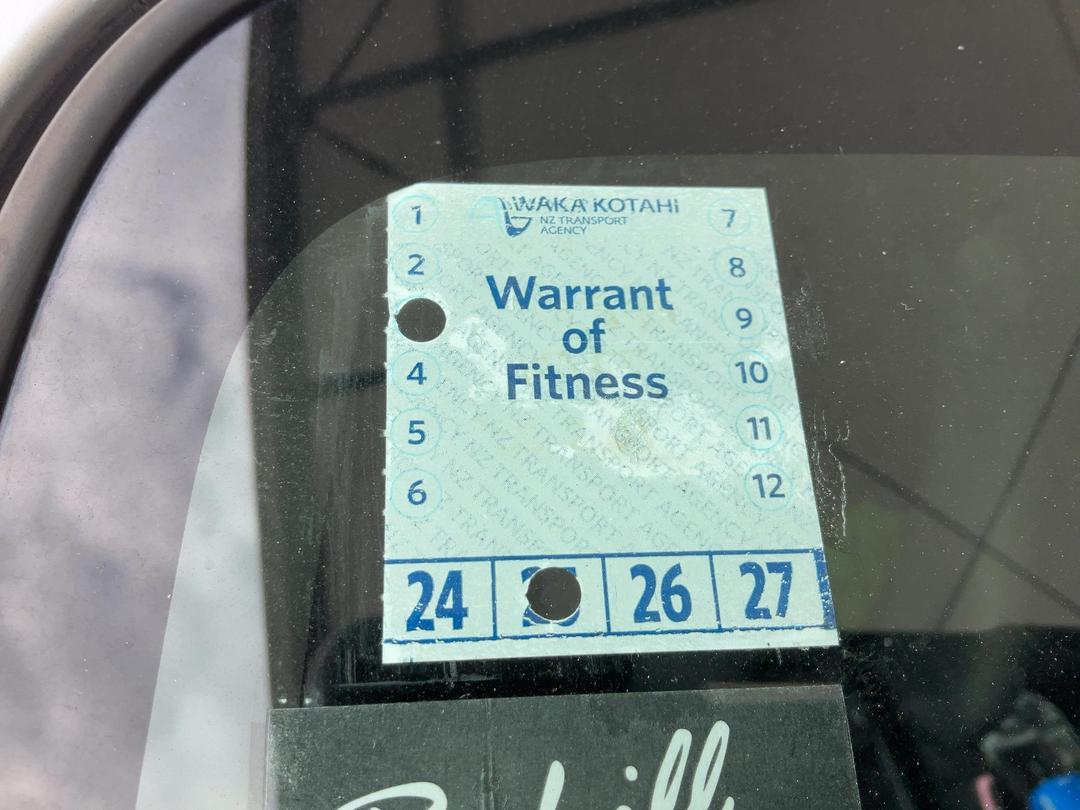 WAKA KOTAHI
NZ TRANSPORT
AGENCY
1
2
4
5
6
7
8
9
10
11
12
Warrant
of
Fitness
24
26
27